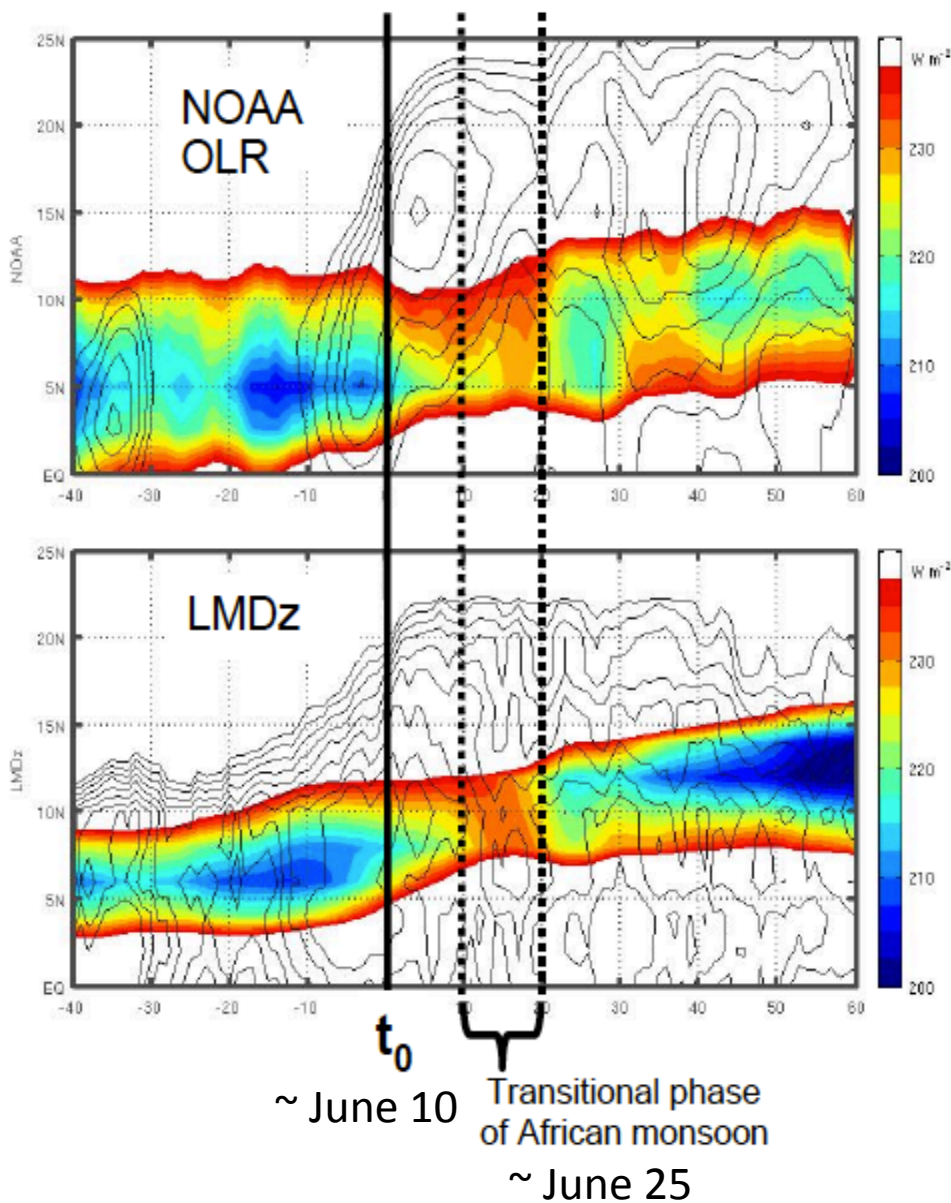 25N
W m⁻²
NOAA
OLR
20N
230
15N
NOAA
220
10N
210
5N
EQ
200
-40 -30 -20 -10 0 10 20 30 40 50 60
25N
W m⁻²
LMDz
20N
230
15N
LMDz
220
10N
210
5N
EQ
200
-40 -30 -20 -10 10 20 30 40 50 60
t₀
~ June 10
Transitional phase
of African monsoon
~ June 25